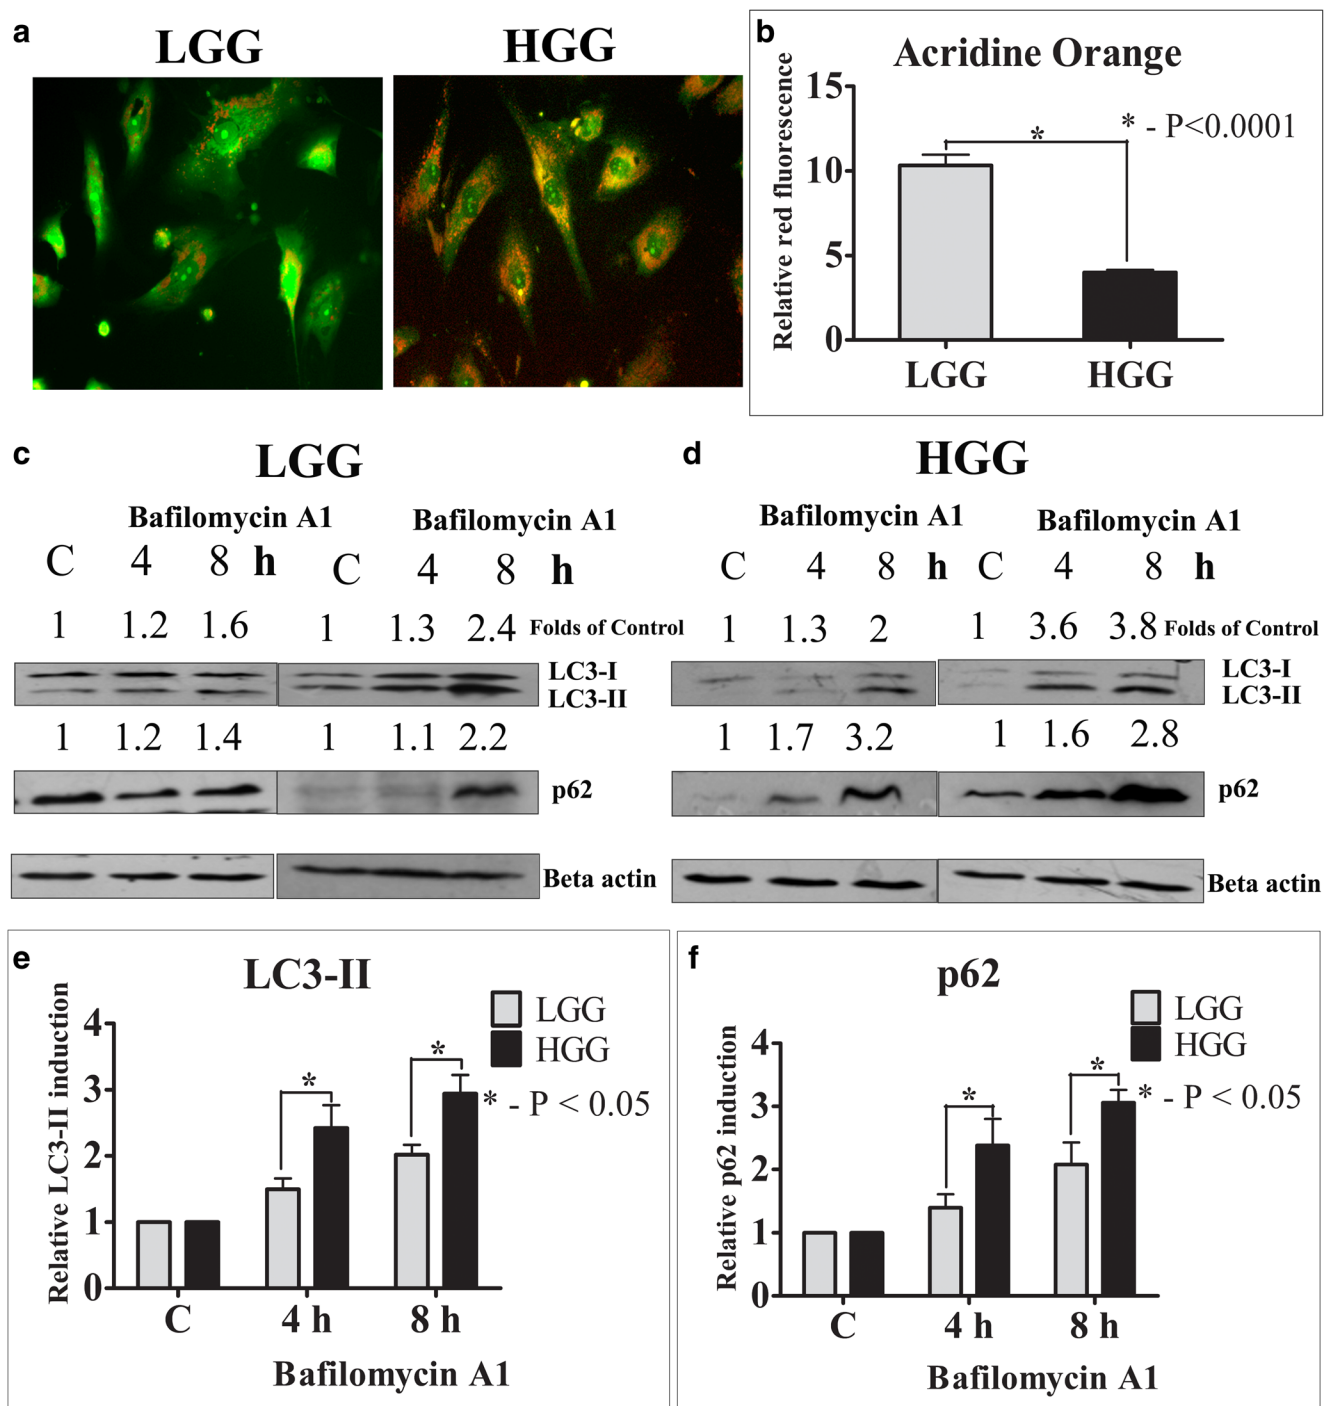 a
LGG
HGG
b
Acridine Orange
Relative red fluorescence
15
10
5
0
*
* - P<0.0001
LGG
HGG
c
LGG
Bafilomycin A1
Bafilomycin A1
C 4 8 h
C 4 8 h
1 1.2 1.6
1 1.3 2.4
Folds of Control
LC3-I
LC3-II
1 1.2 1.4
1 1.1 2.2
p62
Beta actin
d
HGG
Bafilomycin A1
Bafilomycin A1
C 4 8 h
C 4 8 h
1 1.3 2
1 3.6 3.8
Folds of Control
LC3-I
LC3-II
1 1.7 3.2
1 1.6 2.8
p62
Beta actin
e
LC3-II
Relative LC3-II induction
4
3
2
1
0
LGG
HGG
* - P < 0.05
*
*
C
4 h
8 h
Bafilomycin A1
f
p62
Relative p62 induction
4
3
2
1
0
LGG
HGG
* - P < 0.05
*
*
C
4 h
8 h
Bafilomycin A1